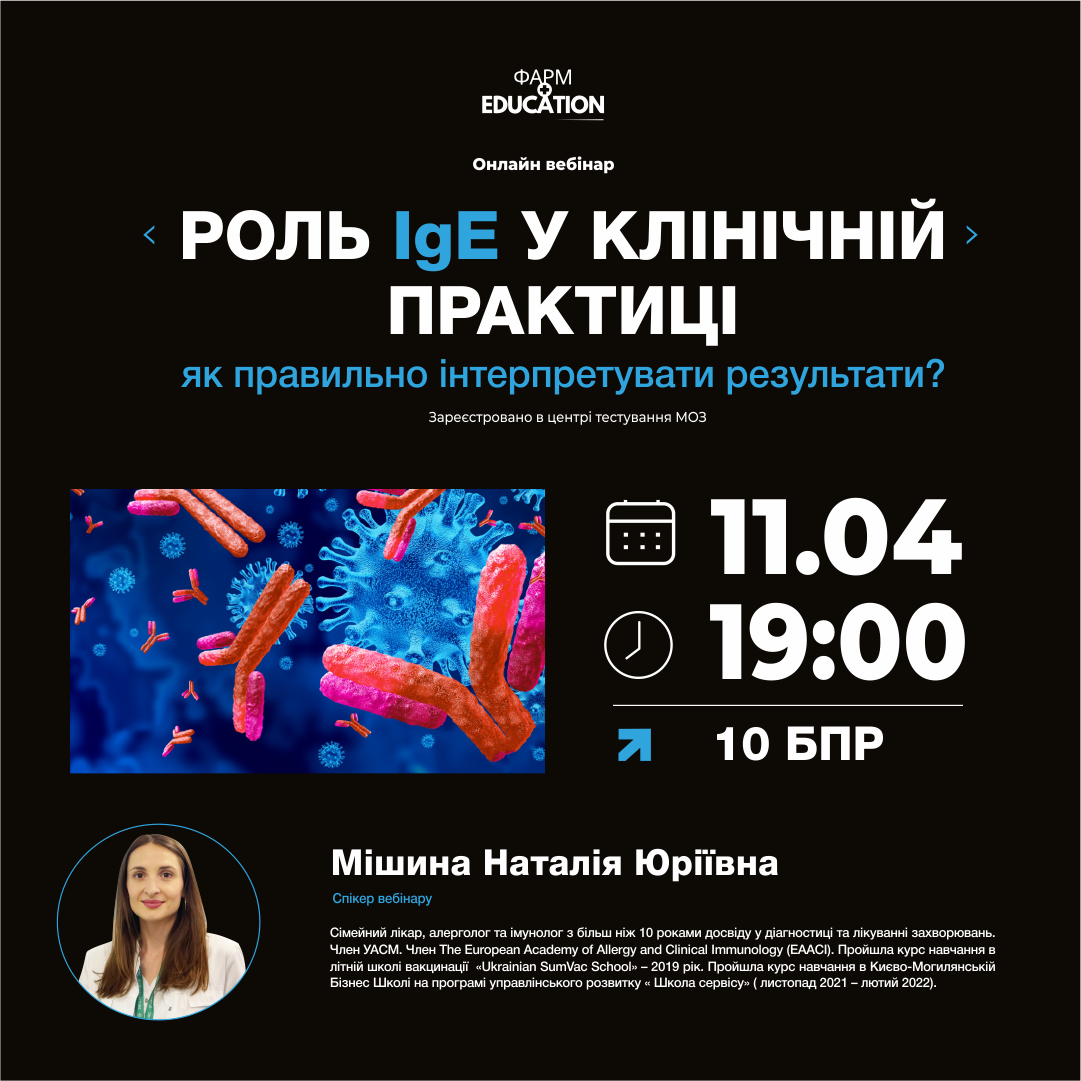 ФАРМ
EDUCATION
Онлайн вебінар
‹ РОЛЬ IgE У КЛІНІЧНІЙ ›
ПРАКТИЦІ
як правильно інтерпретувати результати?
Зареєстровано в центрі тестування МОЗ
11.04
19:00
10 БПР
Мішина Наталія Юріївна
Спікер вебінару
Сімейний лікар, алерголог та імунолог з більш ніж 10 роками досвіду у діагностиці та лікуванні захворювань.
Член УАСМ. Член The European Academy of Allergy and Clinical Immunology (EAACI). Пройшла курс навчання в
літній школі вакцинації «Ukrainian SumVac School» – 2019 рік. Пройшла курс навчання в Києво-Могилянській
Бізнес Школі на програмі управлінського розвитку « Школа сервісу» ( листопад 2021 – лютий 2022).